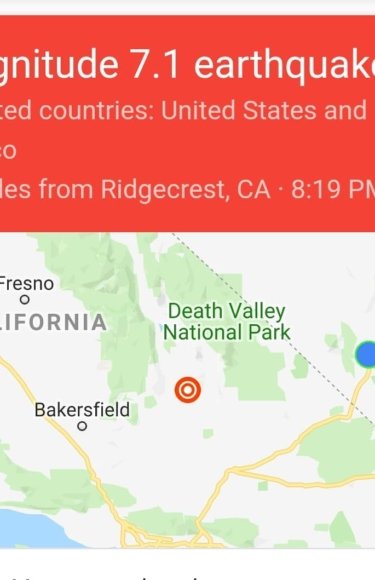 gnitude 7.1 earthquake
ted countries: United States and
co
les from Ridgecrest, CA · 8:19 PM
Fresno
LIFORNIA
Death Valley
National Park
Bakersfield